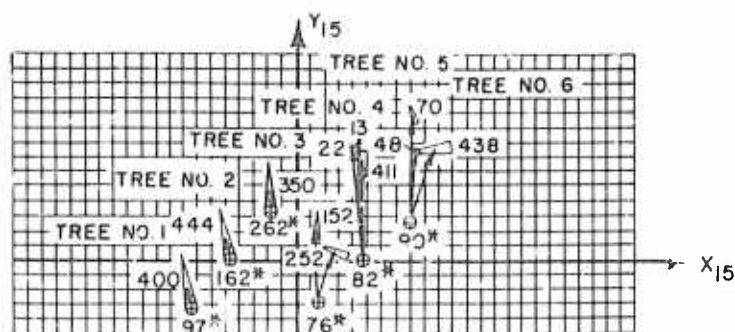 Y15
TREE NO. 5
TREE NO. 6
TREE NO. 4
70
13
TREE NO. 3
22
48
438
411
TREE NO. 2
350
444
262*
152
TREE NO. 1
252
400
162*
82*
X15
97*
76*